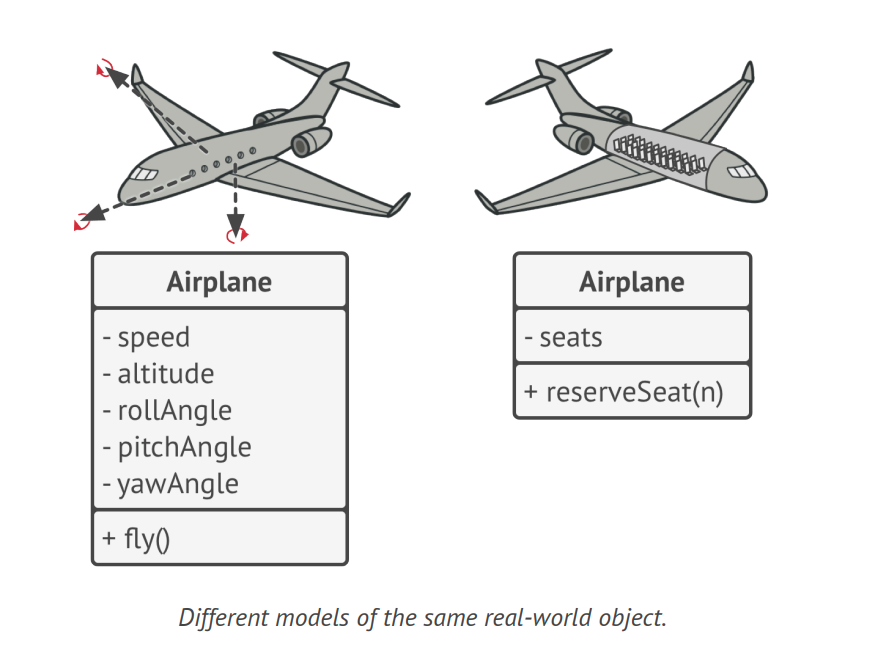 Airplane
- speed
- altitude
- rollAngle
- pitchAngle
- yawAngle
+ fly()
Airplane
- seats
+ reserveSeat(n)
Different models of the same real-world object.